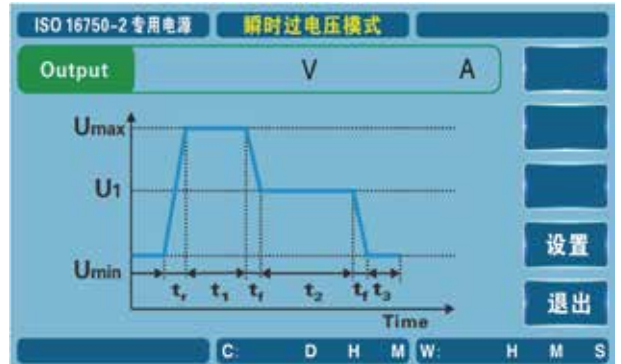 ISO 16750-2 专用电源 瞬时过电压模式
Output V A
Umax
U1
Umin
tr t1 tf t2 tf t3
Time
设置
退出
C: D H M W: H M S